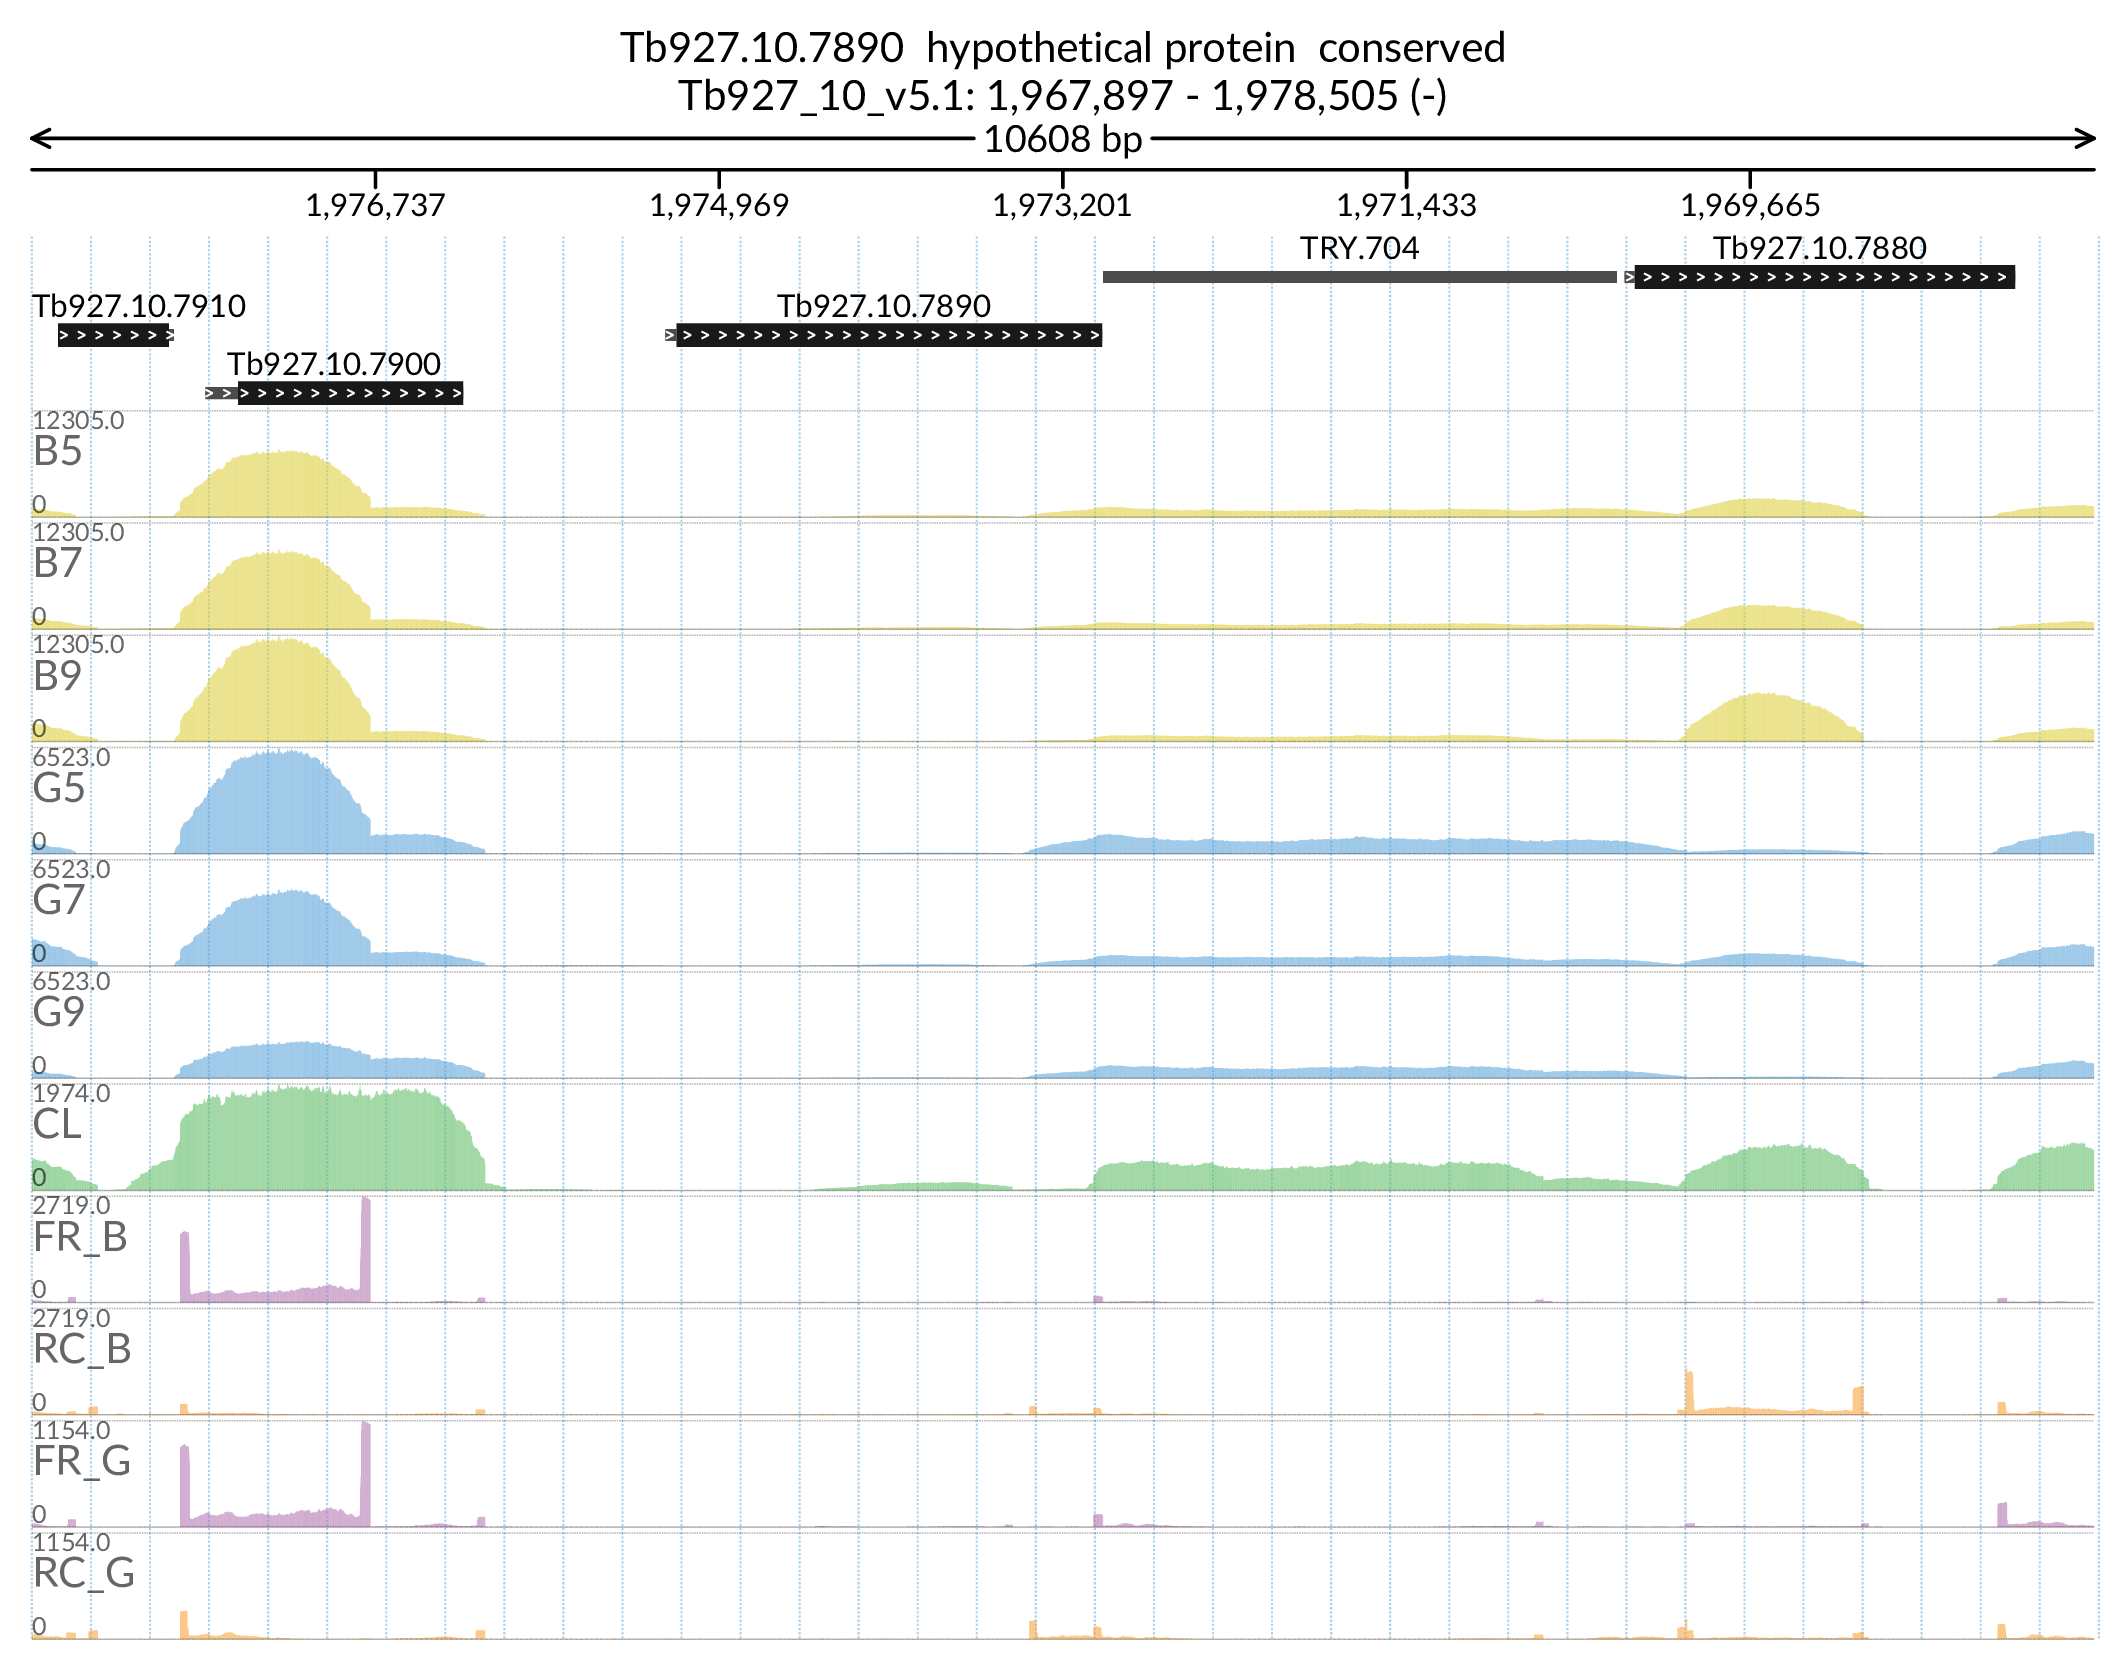 Tb927.10.7890  hypothetical protein  conserved
Tb927_10_v5.1: 1,967,897 - 1,978,505 (-)
10608 bp
1,976,737 1,974,969 1,973,201 1,971,433 1,969,665
TRY.704 Tb927.10.7880
Tb927.10.7910 Tb927.10.7890
Tb927.10.7900
12305.0
B5
0
12305.0
B7
0
12305.0
B9
0
6523.0
G5
0
6523.0
G7
0
6523.0
G9
0
1974.0
CL
0
2719.0
FR_B
0
2719.0
RC_B
0
1154.0
FR_G
0
1154.0
RC_G
0